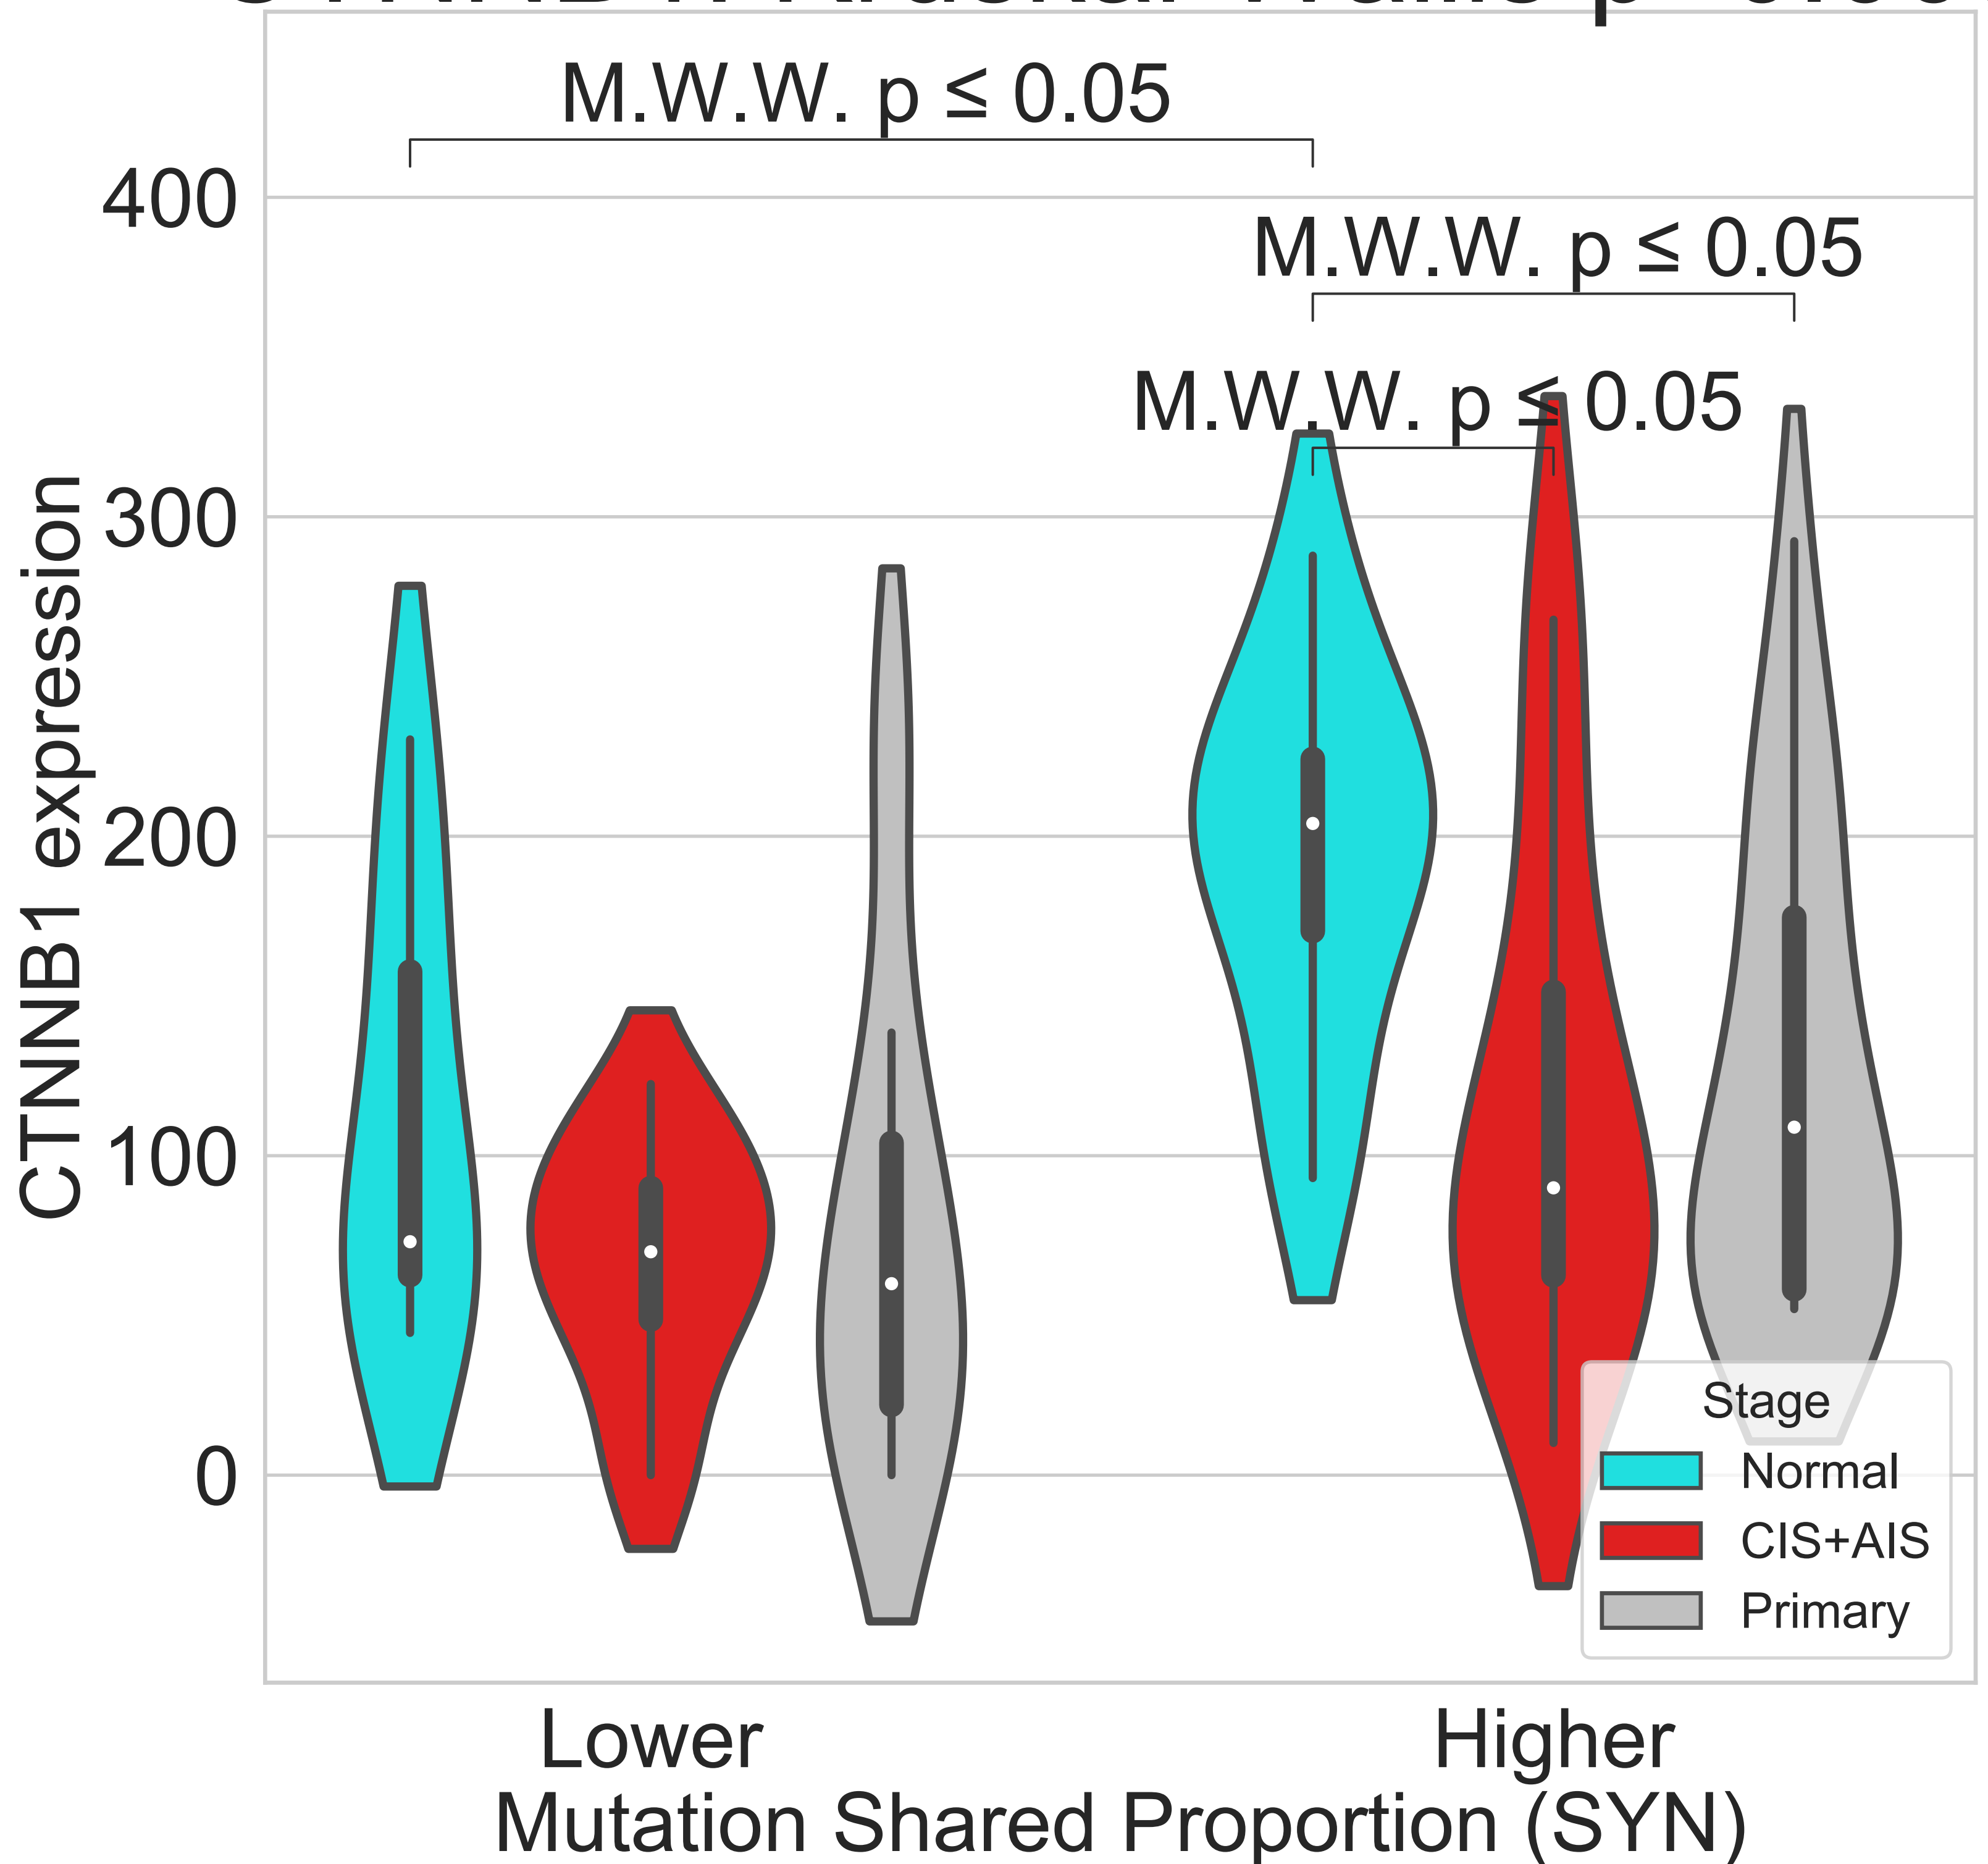 M.W.W. p ≤ 0.05
400
M.W.W. p ≤ 0.05
M.W.W. p ≤ 0.05
300
200
100
0
CTNNB1 expression
Stage
Normal
CIS+AIS
Primary
Lower
Higher
Mutation Shared Proportion (SYN)